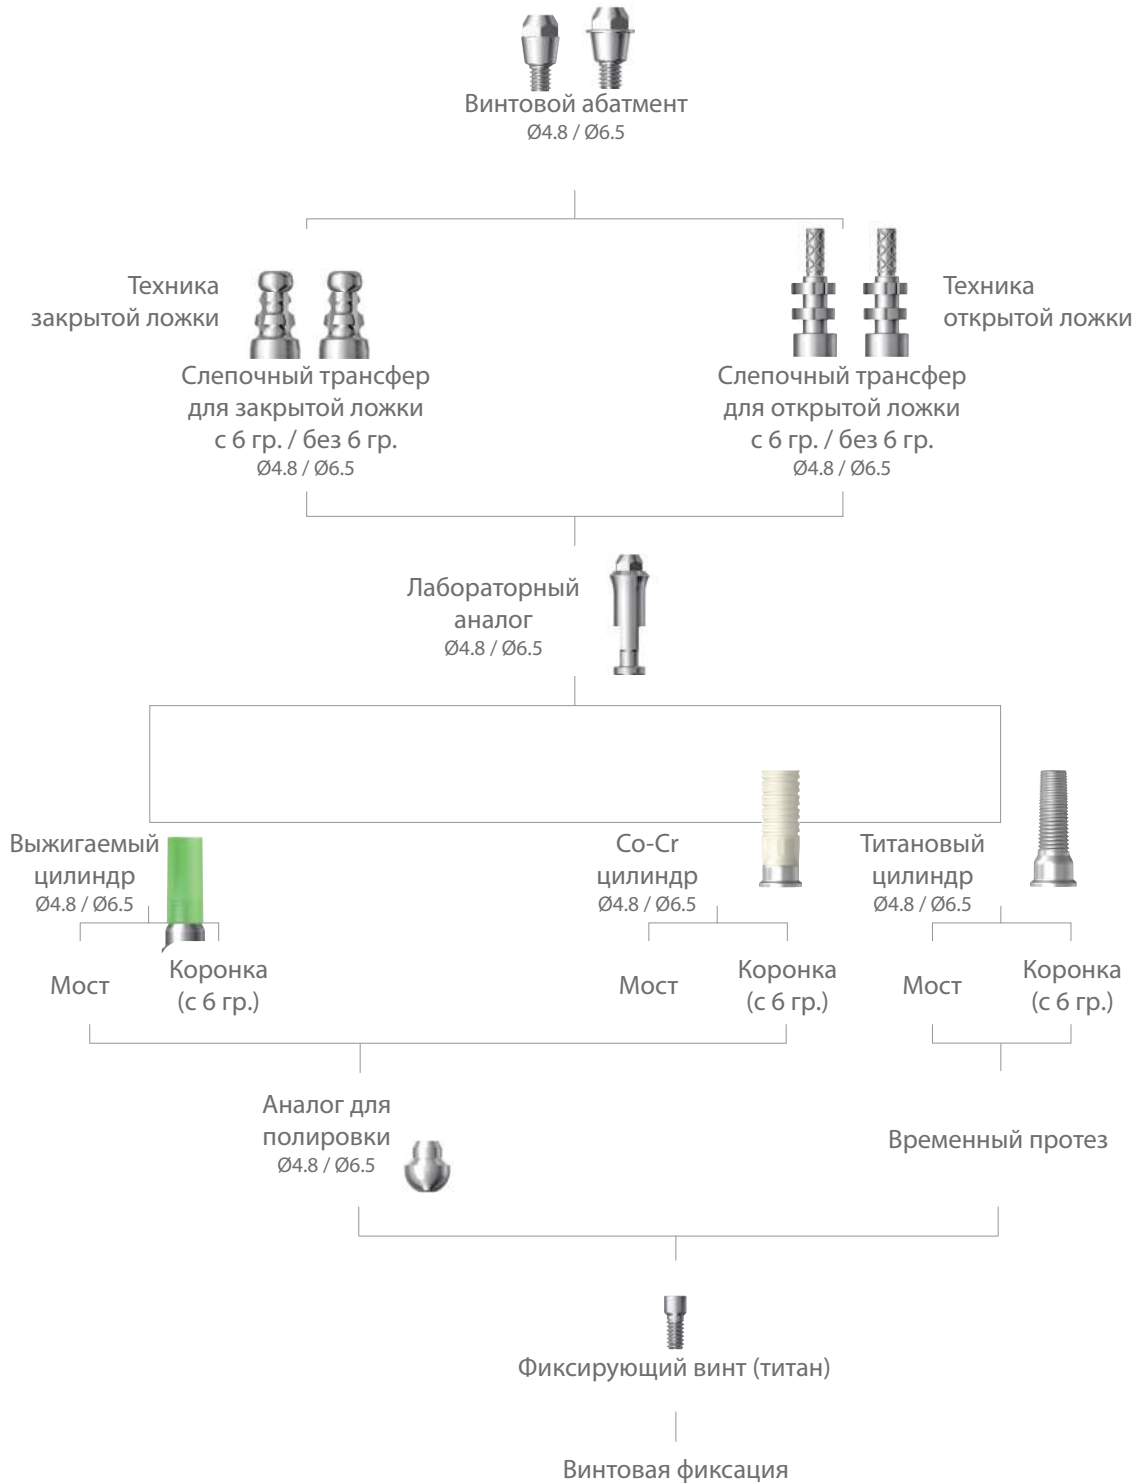 Винтовой абатмент
Ø4.8 / Ø6.5
Техника
закрытой ложки
Техника
открытой ложки
Слепочный трансфер
для закрытой ложки
с 6 гр. / без 6 гр.
Ø4.8 / Ø6.5
Слепочный трансфер
для открытой ложки
с 6 гр. / без 6 гр.
Ø4.8 / Ø6.5
Лабораторный
аналог
Ø4.8 / Ø6.5
Выжигаемый
цилиндр
Ø4.8 / Ø6.5
Co-Cr
цилиндр
Ø4.8 / Ø6.5
Титановый
цилиндр
Ø4.8 / Ø6.5
Мост
Коронка
(с 6 гр.)
Мост
Коронка
(с 6 гр.)
Мост
Коронка
(с 6 гр.)
Аналог для
полировки
Ø4.8 / Ø6.5
Временный протез
Фиксирующий винт (титан)
Винтовая фиксация